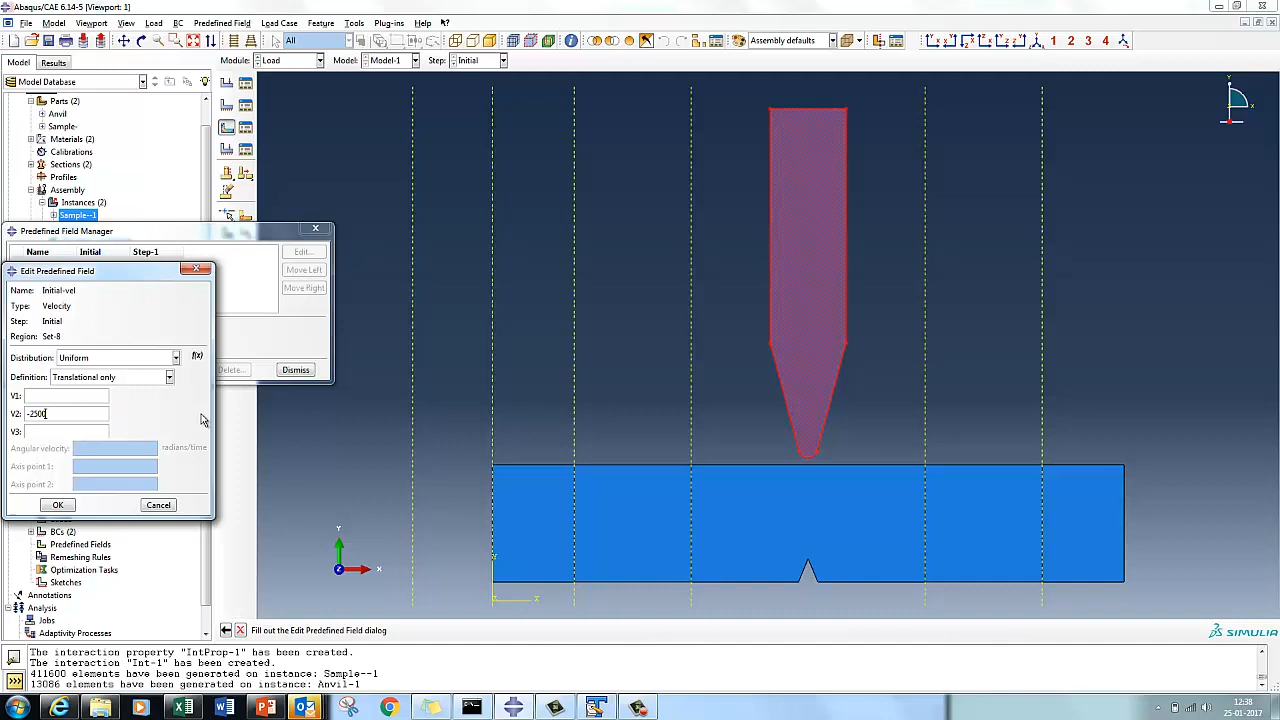 Abaqus/CAE 6.14-5 [Viewport: 1]
File Model Viewport View Load BC Predefined Field Load Case Feature Tools Plug-ins Help
All Assembly defaults 1 2 3 4
Model Results Module: Load Model: Model-1 Step: Initial
Model Database
Parts (2)
Anvil
Sample-
Materials (2)
Calibrations
Sections (2)
Profiles
Assembly
Instances (2)
Sample--1
Predefined Field Manager
Name Initial Step-1
Edit...
Move Left
Move Right
Delete...
Dismiss
Edit Predefined Field
Name: Initial-vel
Type: Velocity
Step: Initial
Region: Set-8
Distribution: Uniform f(x)
Definition: Translational only
V1:
V2: -2500
V3:
Angular velocity: radians/time
Axis point 1:
Axis point 2:
OK Cancel
BCs (2)
Predefined Fields
Remeshing Rules
Optimization Tasks
Sketches
Annotations
Analysis
Jobs
Adaptivity Processes
Y
X
Y
X
Z
Y
X
Fill out the Edit Predefined Field dialog
SIMULIA
The interaction property "IntProp-1" has been created.
The interaction "Int-1" has been created.
411600 elements have been generated on instance: Sample--1
13086 elements have been generated on instance: Anvil-1
12:38
25-01-2017